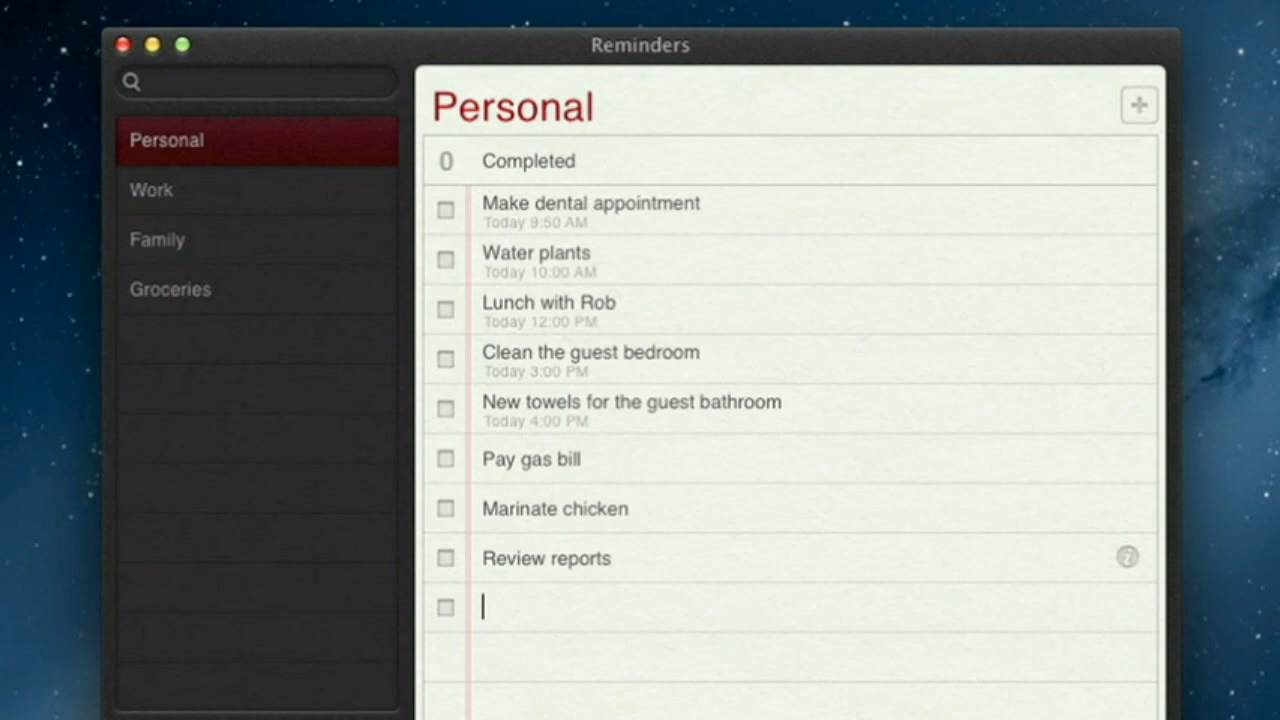 Reminders
Personal
Work
Family
Groceries
Personal
0 Completed
Make dental appointment
Today 9:50 AM
Water plants
Today 10:00 AM
Lunch with Rob
Today 12:00 PM
Clean the guest bedroom
Today 3:00 PM
New towels for the guest bathroom
Today 4:00 PM
Pay gas bill
Marinate chicken
Review reports